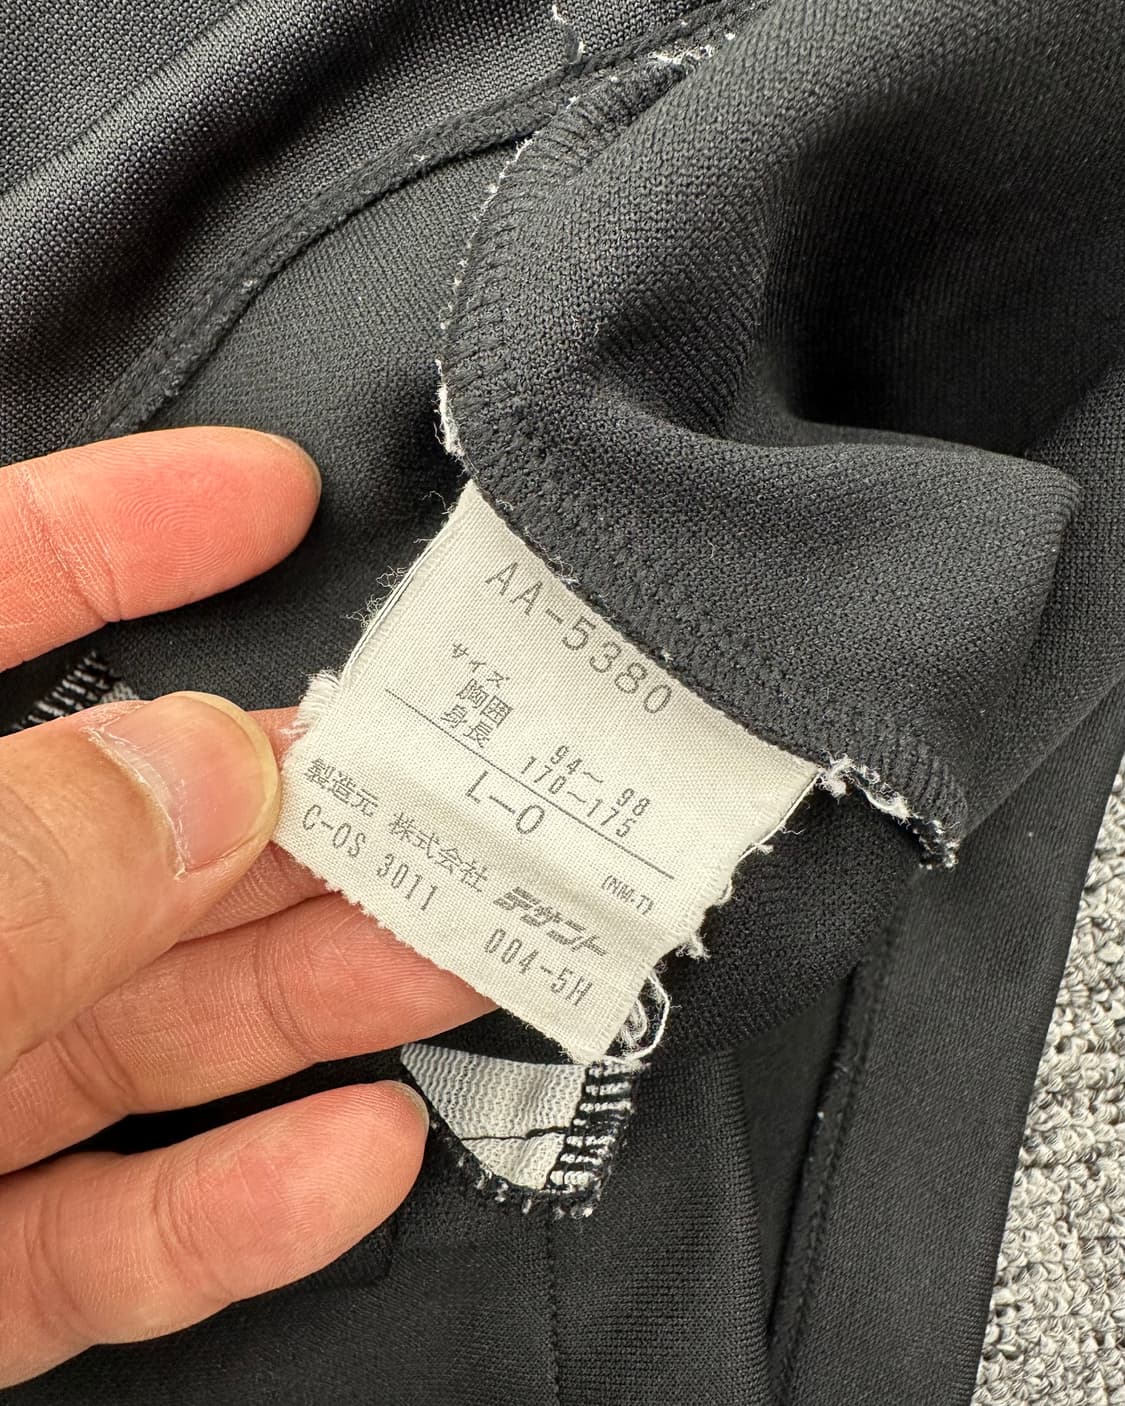 AA-5380
サイズ
胸囲 94～ 98
身長 170～175
L-O
(NM・T)
製造元 株式会社 デサント
C-OS 3011 004-5H